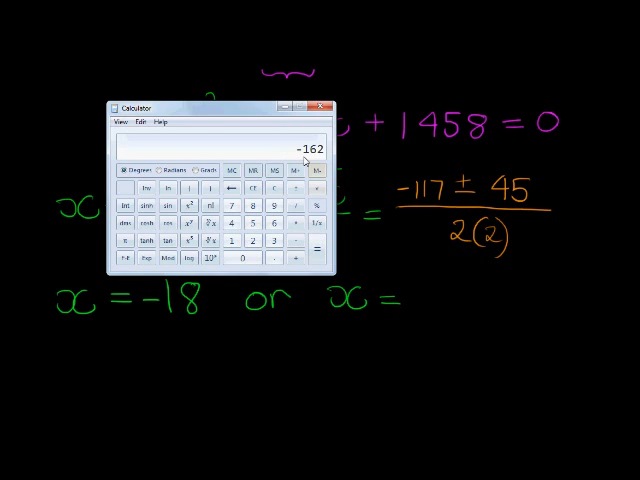 + 1458 = 0
Calculator
View Edit Help
-162
Degrees Radians Grads MC MR MS M+ M-
Inv ln ( ) ← CE C ± √
Int sinh sin x² n! 7 8 9 / %
dms cosh cos xʸ ʸ√x 4 5 6 * 1/x
π tanh tan x³ ³√x 1 2 3 - =
F-E Exp Mod log 10ˣ 0 . +
x = -117 ± 45
2(2)
x = -18 or x =